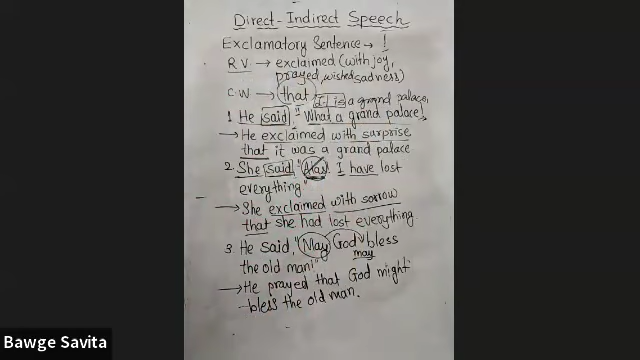 Direct-Indirect Speech
Exclamatory Sentence → !
RV → exclaimed (with joy,
prayed, wished sadness)
CW → that
It is a grand palace.
1. He said, "What a grand palace!
→ He exclaimed with surprise
that it was a grand palace
2. She said "Alas I have lost
everything"
→ She exclaimed with sorrow
that she had lost everything
3. He Said, "May God bless
may
the old man!"
→ He prayed that God might
bless the old man.
Bawge Savita